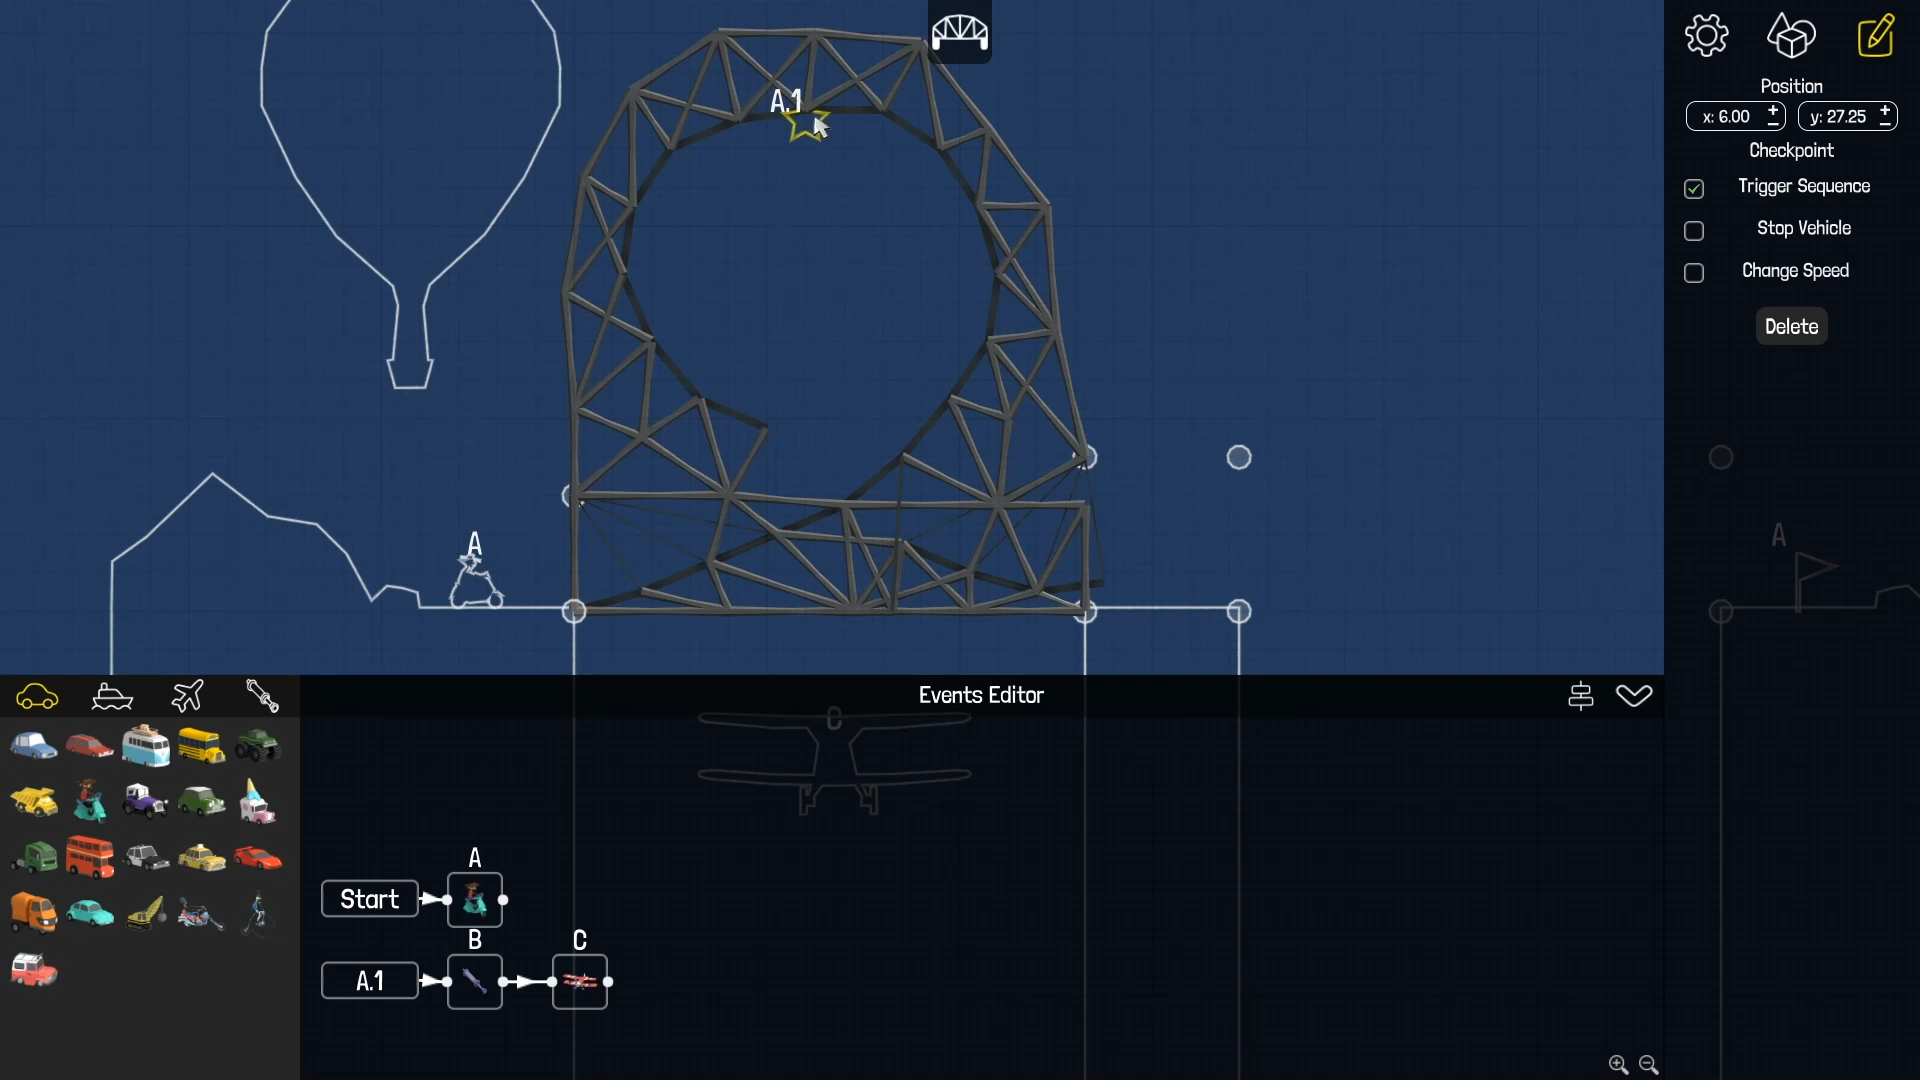 A.1
Position
x: 6.00 + −
y: 27.25 + −
Checkpoint
Trigger Sequence
Stop Vehicle
Change Speed
Delete
A
A
Events Editor
C
A
Start
B
C
A.1